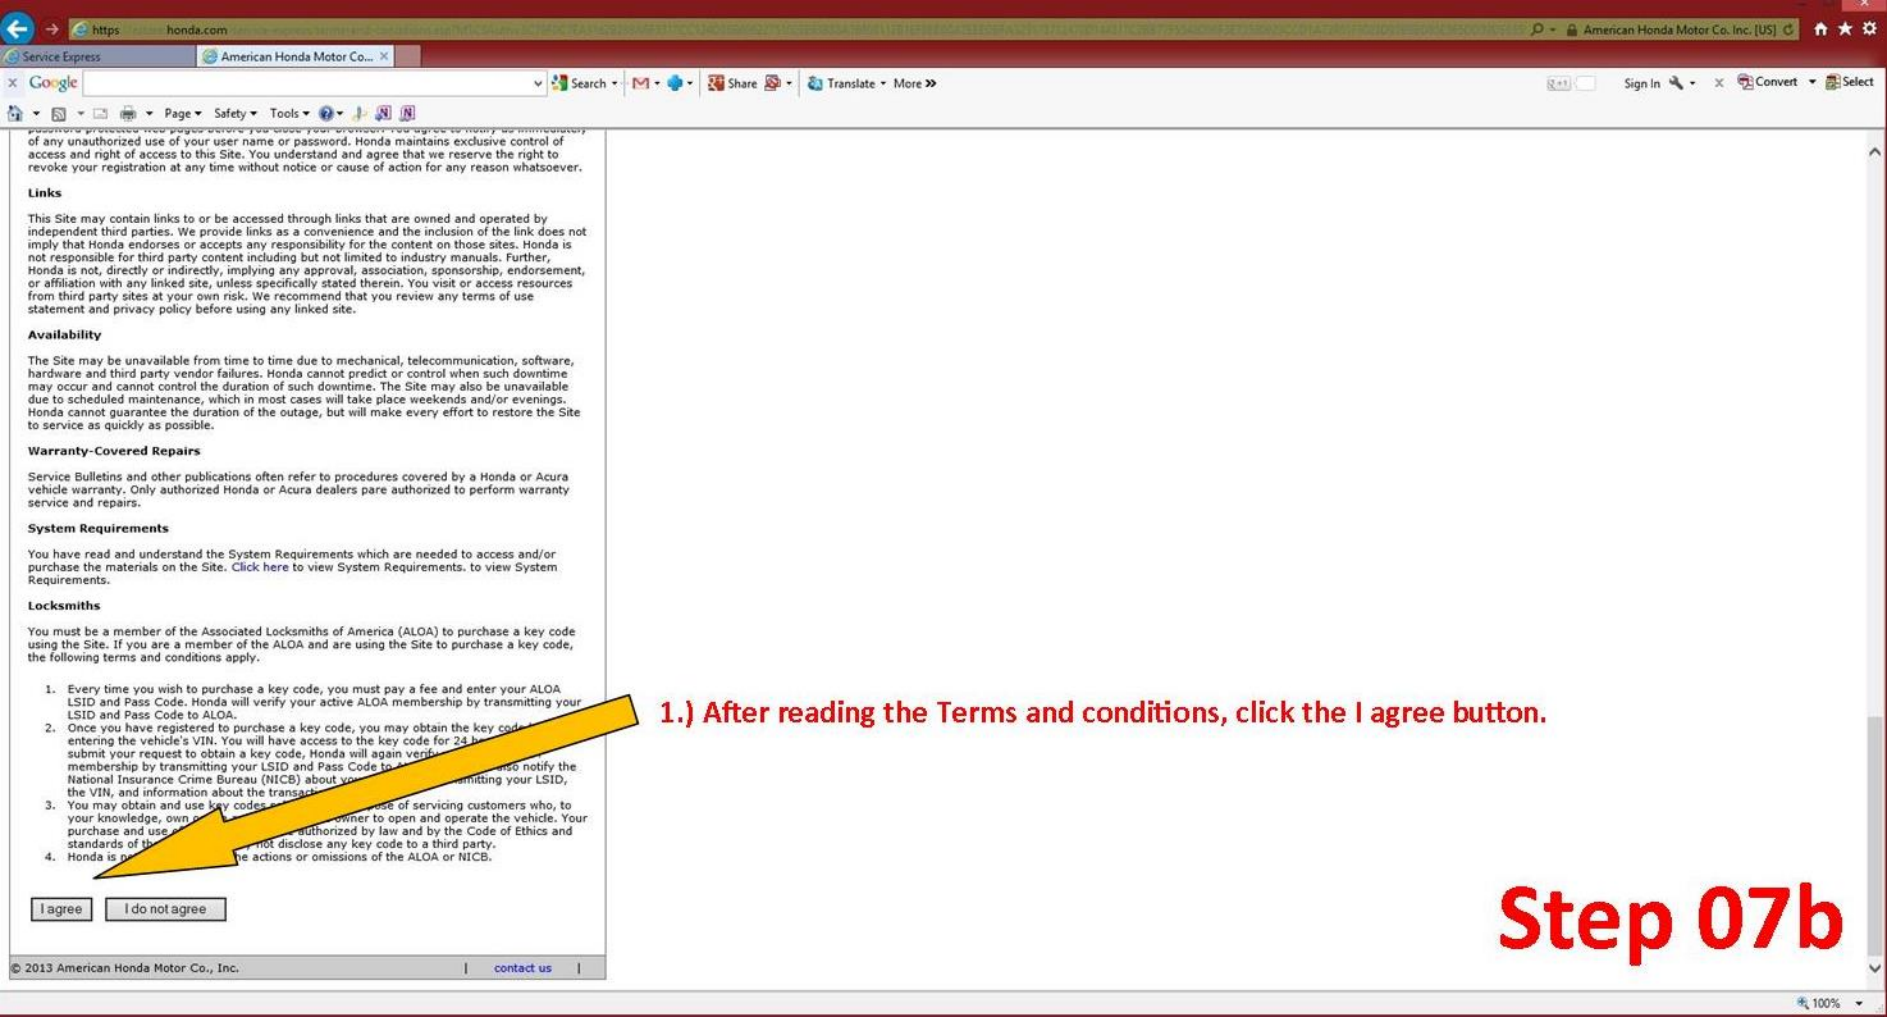 https honda.com
American Honda Motor Co. Inc. [US]
Service Express American Honda Motor Co...
x Google Search Share Translate More >> Sign In x Convert Select
Page Safety Tools
password protected web pages before you close your browser. You agree to notify us immediately,
of any unauthorized use of your user name or password. Honda maintains exclusive control of
access and right of access to this Site. You understand and agree that we reserve the right to
revoke your registration at any time without notice or cause of action for any reason whatsoever.
Links
This Site may contain links to or be accessed through links that are owned and operated by
independent third parties. We provide links as a convenience and the inclusion of the link does not
imply that Honda endorses or accepts any responsibility for the content on those sites. Honda is
not responsible for third party content including but not limited to industry manuals. Further,
Honda is not, directly or indirectly, implying any approval, association, sponsorship, endorsement,
or affiliation with any linked site, unless specifically stated therein. You visit or access resources
from third party sites at your own risk. We recommend that you review any terms of use
statement and privacy policy before using any linked site.
Availability
The Site may be unavailable from time to time due to mechanical, telecommunication, software,
hardware and third party vendor failures. Honda cannot predict or control when such downtime
may occur and cannot control the duration of such downtime. The Site may also be unavailable
due to scheduled maintenance, which in most cases will take place weekends and/or evenings.
Honda cannot guarantee the duration of the outage, but will make every effort to restore the Site
to service as quickly as possible.
Warranty-Covered Repairs
Service Bulletins and other publications often refer to procedures covered by a Honda or Acura
vehicle warranty. Only authorized Honda or Acura dealers pare authorized to perform warranty
service and repairs.
System Requirements
You have read and understand the System Requirements which are needed to access and/or
purchase the materials on the Site. Click here to view System Requirements. to view System
Requirements.
Locksmiths
You must be a member of the Associated Locksmiths of America (ALOA) to purchase a key code
using the Site. If you are a member of the ALOA and are using the Site to purchase a key code,
the following terms and conditions apply.
1. Every time you wish to purchase a key code, you must pay a fee and enter your ALOA
LSID and Pass Code. Honda will verify your active ALOA membership by transmitting your
LSID and Pass Code to ALOA.
2. Once you have registered to purchase a key code, you may obtain the key code
entering the vehicle's VIN. You will have access to the key code for 24
submit your request to obtain a key code, Honda will again verify
membership by transmitting your LSID and Pass Code to also notify the
National Insurance Crime Bureau (NICB) about transmitting your LSID,
the VIN, and information about the
3. You may obtain and use key codes of servicing customers who, to
your knowledge, own owner to open and operate the vehicle. Your
purchase and use authorized by law and by the Code of Ethics and
standards of not disclose any key code to a third party.
4. Honda is the actions or omissions of the ALOA or NICB.
1.) After reading the Terms and conditions, click the I agree button.
I agree I do not agree
Step 07b
© 2013 American Honda Motor Co., Inc. | contact us |
100%